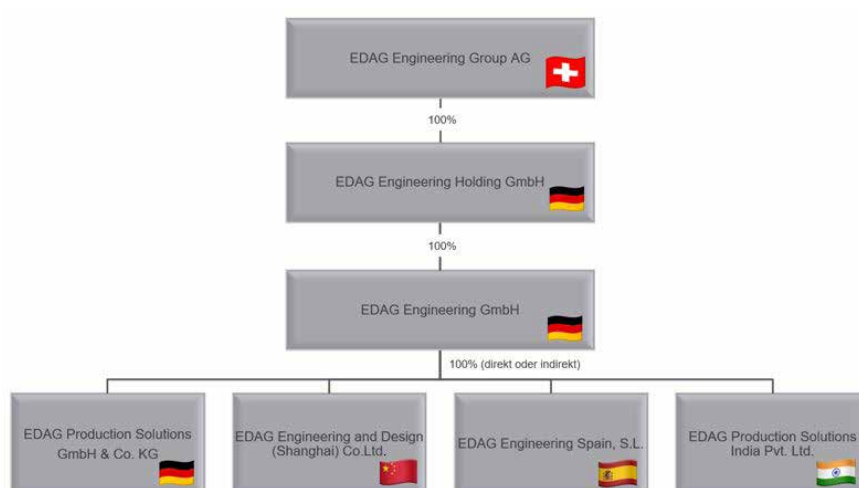 EDAG Engineering Group AG
100%
EDAG Engineering Holding GmbH
100%
EDAG Engineering GmbH
100% (direkt oder indirekt)
EDAG Production Solutions
GmbH & Co. KG
EDAG Engineering and Design
(Shanghai) Co.Ltd.
EDAG Engineering Spain, S.L.
EDAG Production Solutions
India Pvt. Ltd.